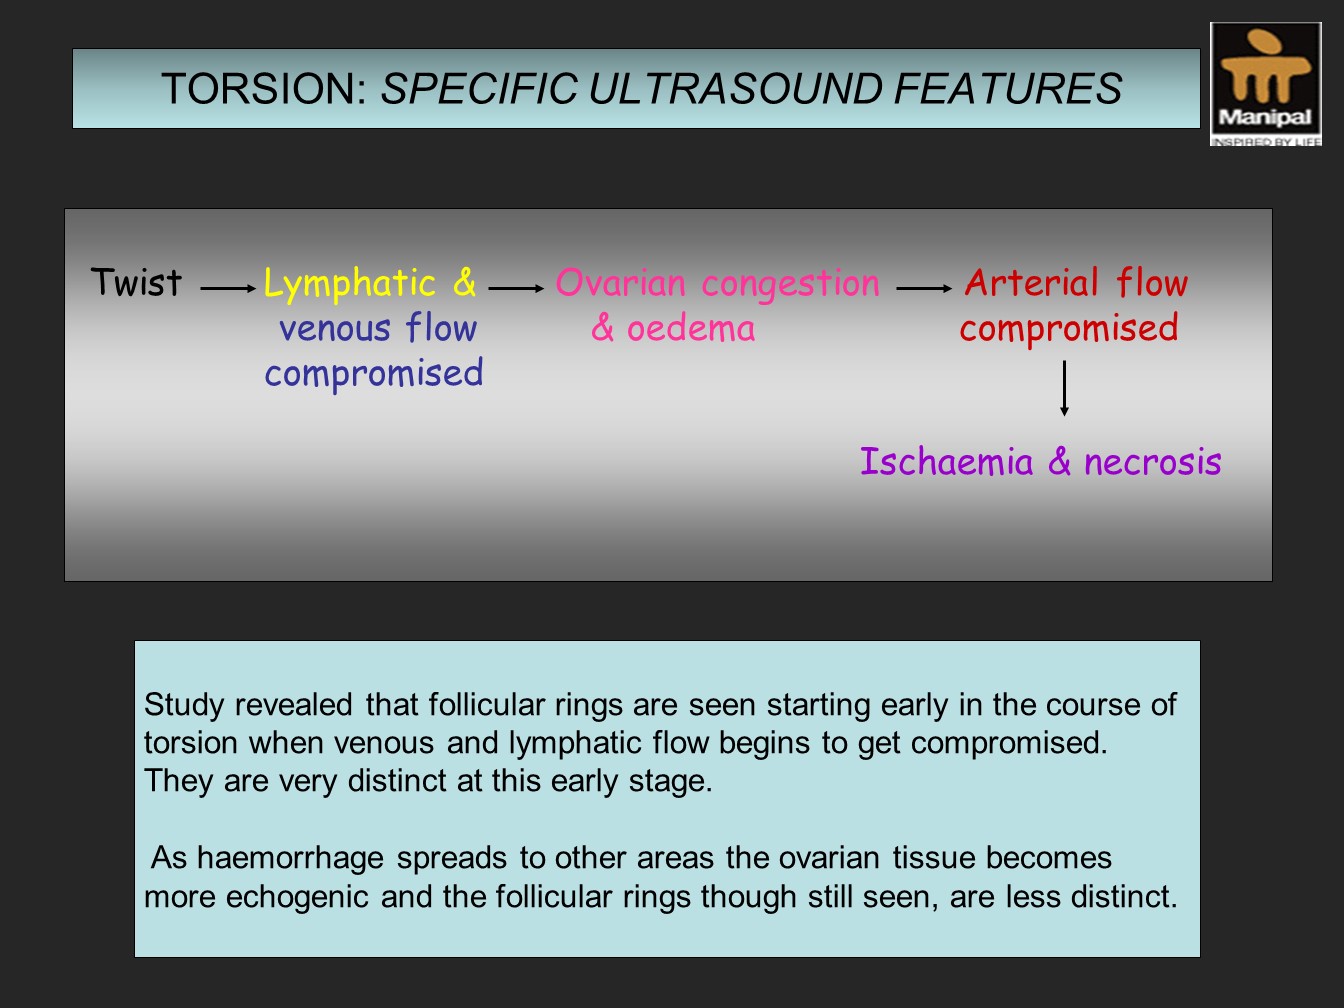 TORSION: SPECIFIC ULTRASOUND FEATURES
Manipal
INSPIRED BY LIFE
Twist
Lymphatic &
venous flow
compromised
Ovarian congestion
& oedema
Arterial flow
compromised
Ischaemia & necrosis
Study revealed that follicular rings are seen starting early in the course of
torsion when venous and lymphatic flow begins to get compromised.
They are very distinct at this early stage.
As haemorrhage spreads to other areas the ovarian tissue becomes
more echogenic and the follicular rings though still seen, are less distinct.